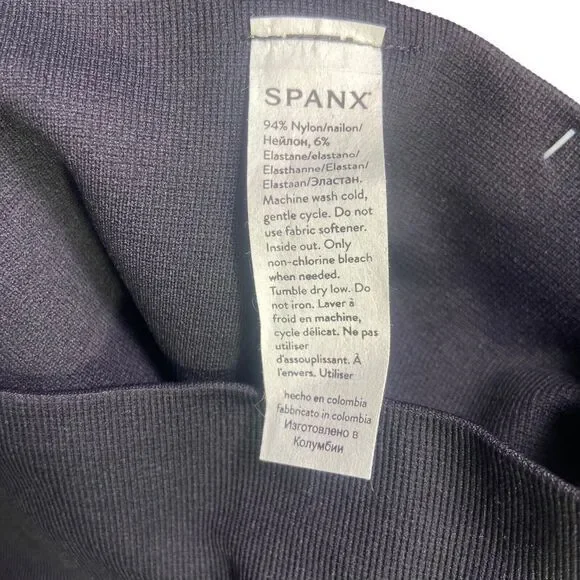 SPANX®
94% Nylon/nailon/
Нейлон, 6%
Elastane/elastano/
Elasthanne/Elastan/
Elastaan/Эластан.
Machine wash cold,
gentle cycle. Do not
use fabric softener.
Inside out. Only
non-chlorine bleach
when needed.
Tumble dry low. Do
not iron. Laver à
froid en machine,
cycle délicat. Ne pas
utiliser
d'assouplissant. À
l'envers. Utiliser
hecho en colombia
fabbricato in colombia
Изготовлено в
Колумбии